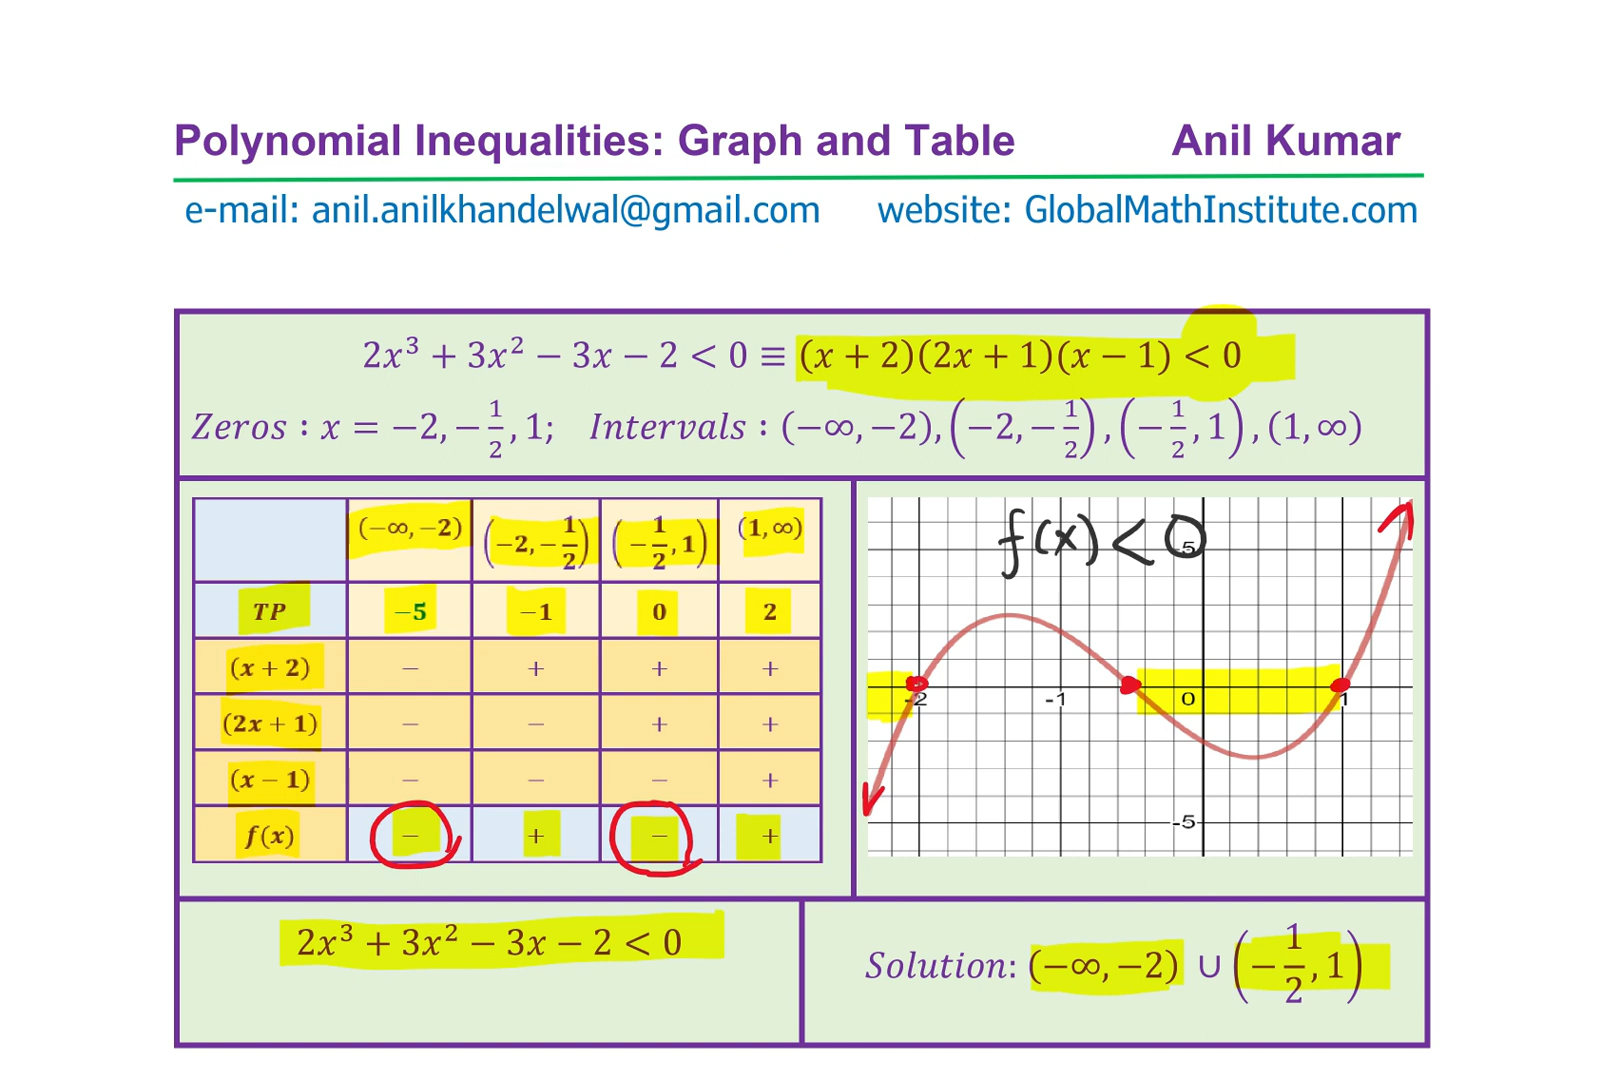 Polynomial Inequalities: Graph and Table Anil Kumar
e-mail: anil.anilkhandelwal@gmail.com website: GlobalMathInstitute.com
2x³ + 3x² − 3x − 2 < 0 ≡ (x + 2)(2x + 1)(x − 1) < 0
Zeros : x = −2, −1/2, 1; Intervals : (−∞, −2), (−2, −1/2), (−1/2, 1), (1, ∞)
(−∞, −2) (−2, −1/2) (−1/2, 1) (1, ∞)
TP −5 −1 0 2
(x + 2) − + + +
(2x + 1) − − + +
(x − 1) − − − +
f(x) − + − +
f(x) < 0
5
-2 -1 0 1
-5
2x³ + 3x² − 3x − 2 < 0
Solution: (−∞, −2) ∪ (−1/2, 1)